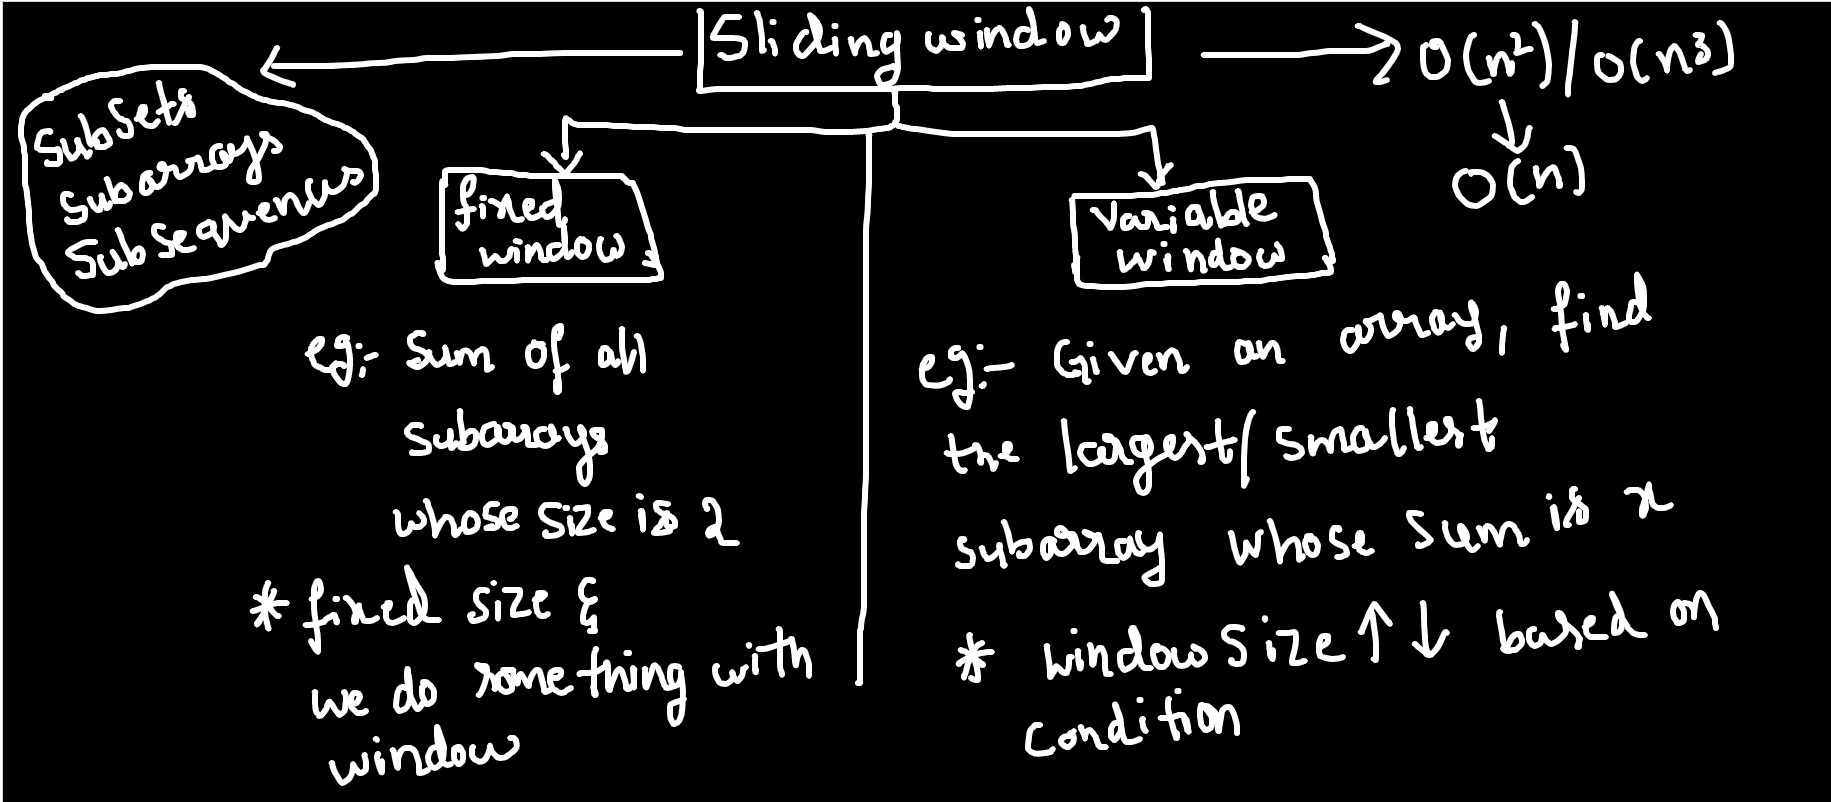 Sliding window
O(n²)/O(n³)
O(n)
SubSets
Subarrays
SubSequences
fixed
window
variable
window
eg:- Sum of all
Subarrays
whose size is 2
* fixed size &
we do something with
window
eg:- Given an array, find
the largest/smallest
subarray whose sum is x
* window size ↑↓ based on
condition